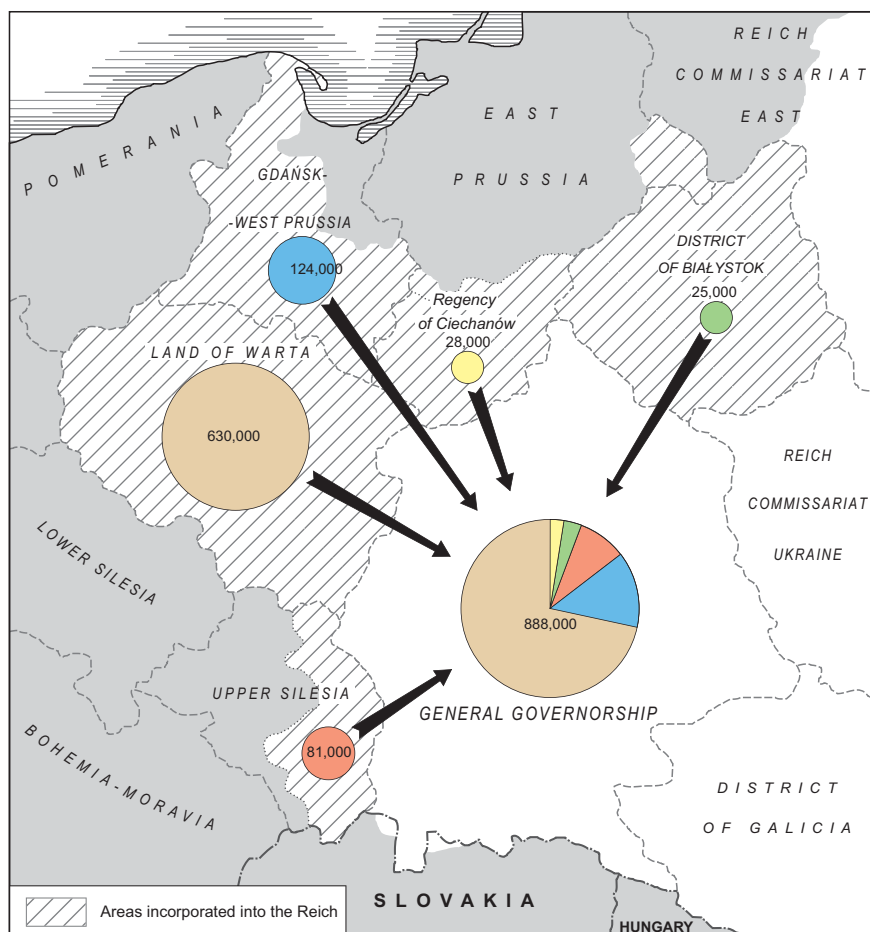 REICH
COMMISSARIAT
EAST
EAST
PRUSSIA
POMERANIA
GDAŃSK-
-WEST PRUSSIA
124,000
DISTRICT
OF BIAŁYSTOK
25,000
Regency
of Ciechanów
28,000
LAND OF WARTA
630,000
REICH
COMMISSARIAT
UKRAINE
LOWER SILESIA
888,000
UPPER SILESIA
GENERAL GOVERNORSHIP
81,000
BOHEMIA-MORAVIA
DISTRICT
OF GALICIA
SLOVAKIA
HUNGARY
Areas incorporated into the Reich